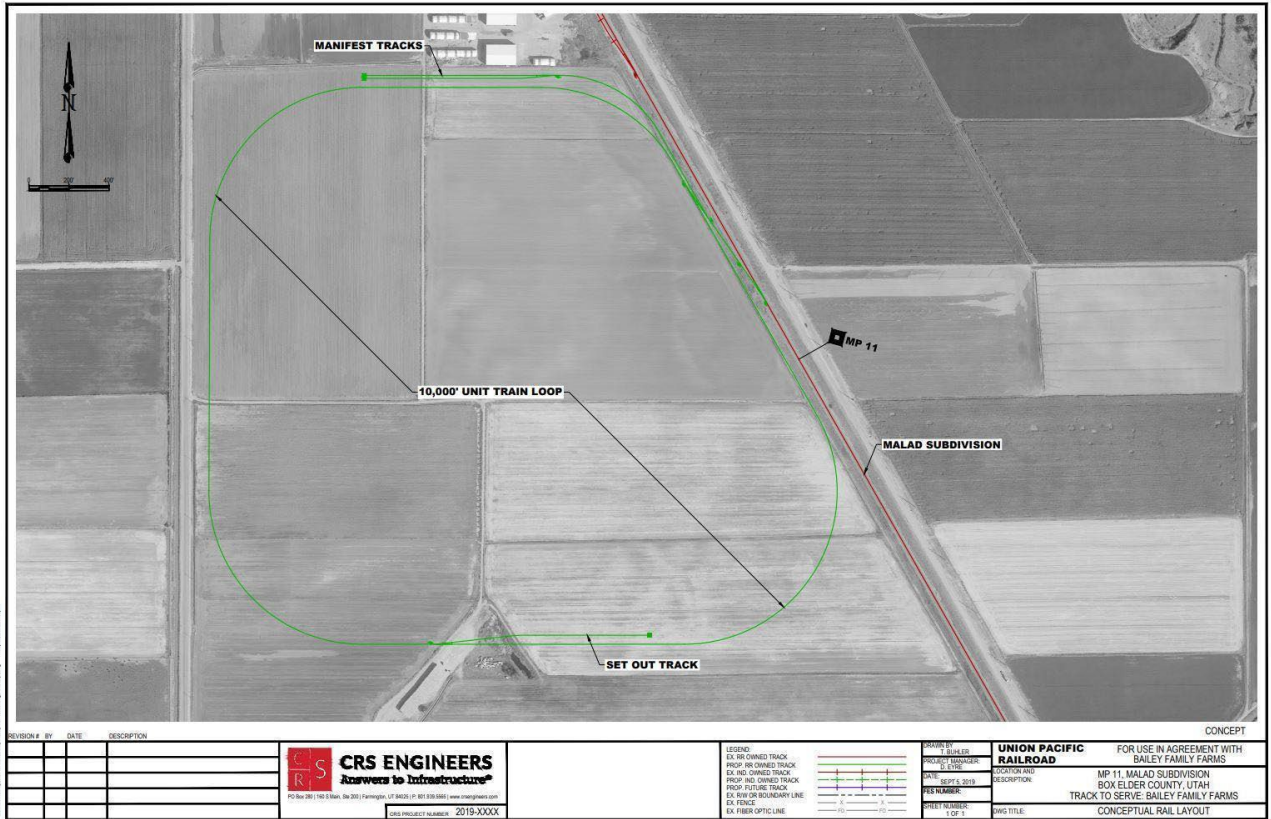 MANIFEST TRACKS
N
0 200' 400'
MP 11
10,000' UNIT TRAIN LOOP
MALAD SUBDIVISION
SET OUT TRACK
CONCEPT
REVISION # BY DATE DESCRIPTION
C S
R
CRS ENGINEERS
Answers to Infrastructure®
CRS PROJECT NUMBER 2019-XXXX
LEGEND:
EX. RR OWNED TRACK
PROP. RR OWNED TRACK
EX. IND. OWNED TRACK
PROP. IND. OWNED TRACK
PROP. FUTURE TRACK
EX. R/W OR BOUNDARY LINE
EX. FENCE X X
EX. FIBER OPTIC LINE FO FO
DRAWN BY
T. BUHLER
PROJECT MANAGER:
D. EYRE
DATE:
SEPT 5, 2019
FES NUMBER:
SHEET NUMBER:
1 OF 1
UNION PACIFIC
RAILROAD
FOR USE IN AGREEMENT WITH
BAILEY FAMILY FARMS
LOCATION AND
DESCRIPTION:
MP 11, MALAD SUBDIVISION
BOX ELDER COUNTY, UTAH
TRACK TO SERVE: BAILEY FAMILY FARMS
DWG TITLE:
CONCEPTUAL RAIL LAYOUT